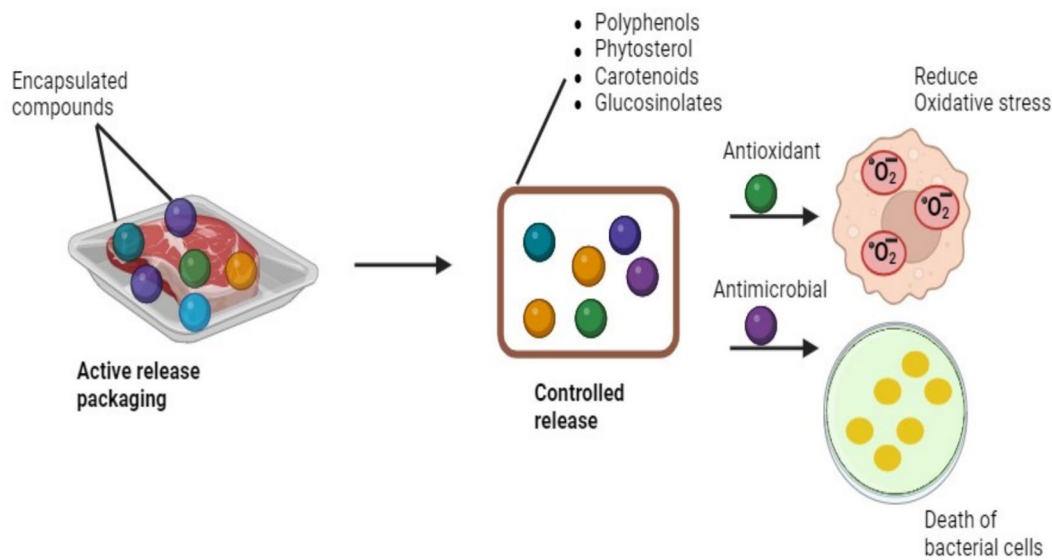 Encapsulated
compounds
Active release
packaging
• Polyphenols
• Phytosterol
• Carotenoids
• Glucosinolates
Controlled
release
Antioxidant
Antimicrobial
Reduce
Oxidative stress
•O₂⁻
•O₂⁻
•O₂⁻
Death of
bacterial cells